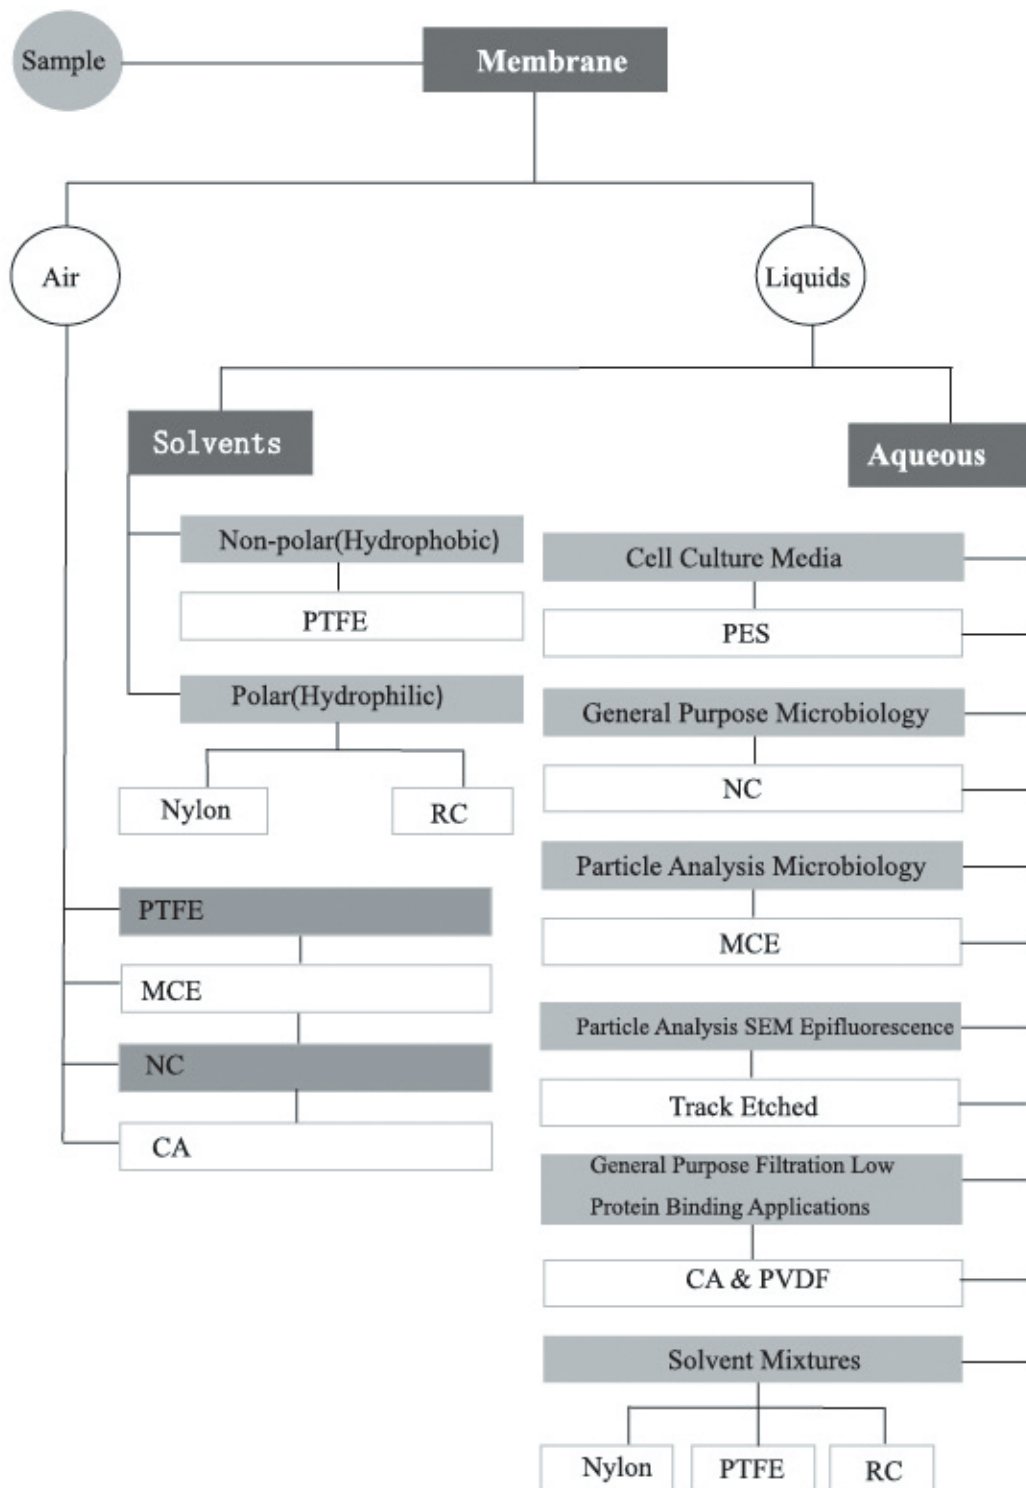 Sample
Membrane
Air
Liquids
Solvents
Aqueous
Non-polar(Hydrophobic)
PTFE
Polar(Hydrophilic)
Nylon
RC
PTFE
MCE
NC
CA
Cell Culture Media
PES
General Purpose Microbiology
NC
Particle Analysis Microbiology
MCE
Particle Analysis SEM Epifluorescence
Track Etched
General Purpose Filtration Low
Protein Binding Applications
CA & PVDF
Solvent Mixtures
Nylon
PTFE
RC